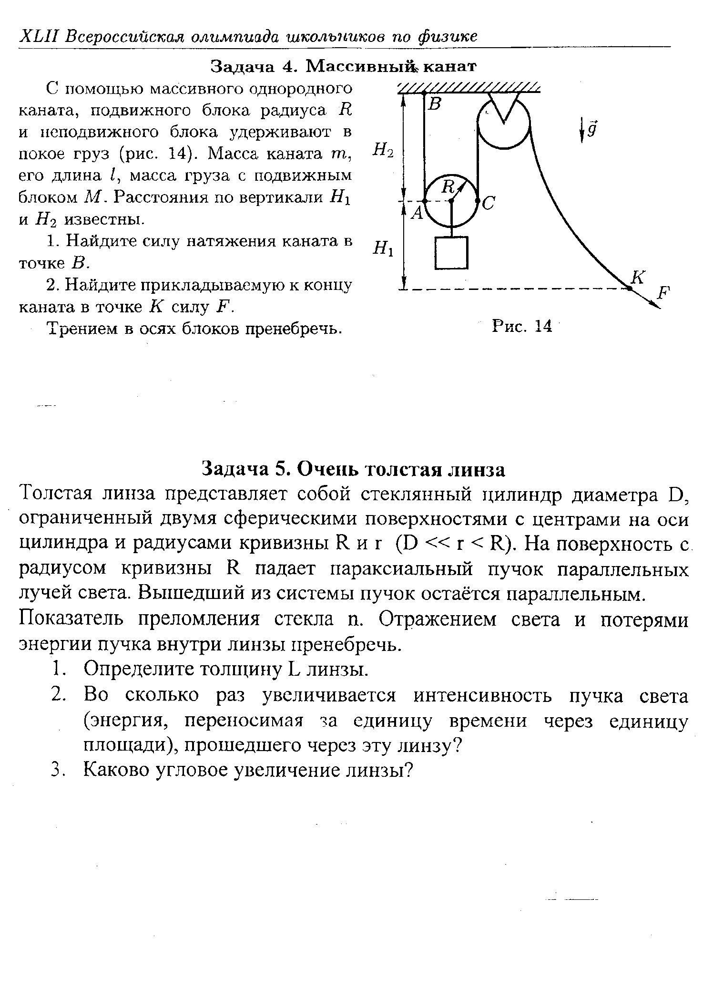 XLII Всероссийская олимпиада школьников по физике
Задача 4. Массивный канат
С помощью массивного однородного
каната, подвижного блока радиуса R
и неподвижного блока удерживают в
покое груз (рис. 14). Масса каната m,
его длина l, масса груза с подвижным
блоком M. Расстояния по вертикали H₁
и H₂ известны.
1. Найдите силу натяжения каната в
точке B.
2. Найдите прикладываемую к концу
каната в точке K силу F.
Трением в осях блоков пренебречь.
B
g⃗
H₂
R
A
C
H₁
K
F
Рис. 14
Задача 5. Очень толстая линза
Толстая линза представляет собой стеклянный цилиндр диаметра D,
ограниченный двумя сферическими поверхностями с центрами на оси
цилиндра и радиусами кривизны R и r (D << r < R). На поверхность с
радиусом кривизны R падает параксиальный пучок параллельных
лучей света. Вышедший из системы пучок остаётся параллельным.
Показатель преломления стекла n. Отражением света и потерями
энергии пучка внутри линзы пренебречь.
1. Определите толщину L линзы.
2. Во сколько раз увеличивается интенсивность пучка света
(энергия, переносимая за единицу времени через единицу
площади), прошедшего через эту линзу?
3. Каково угловое увеличение линзы?